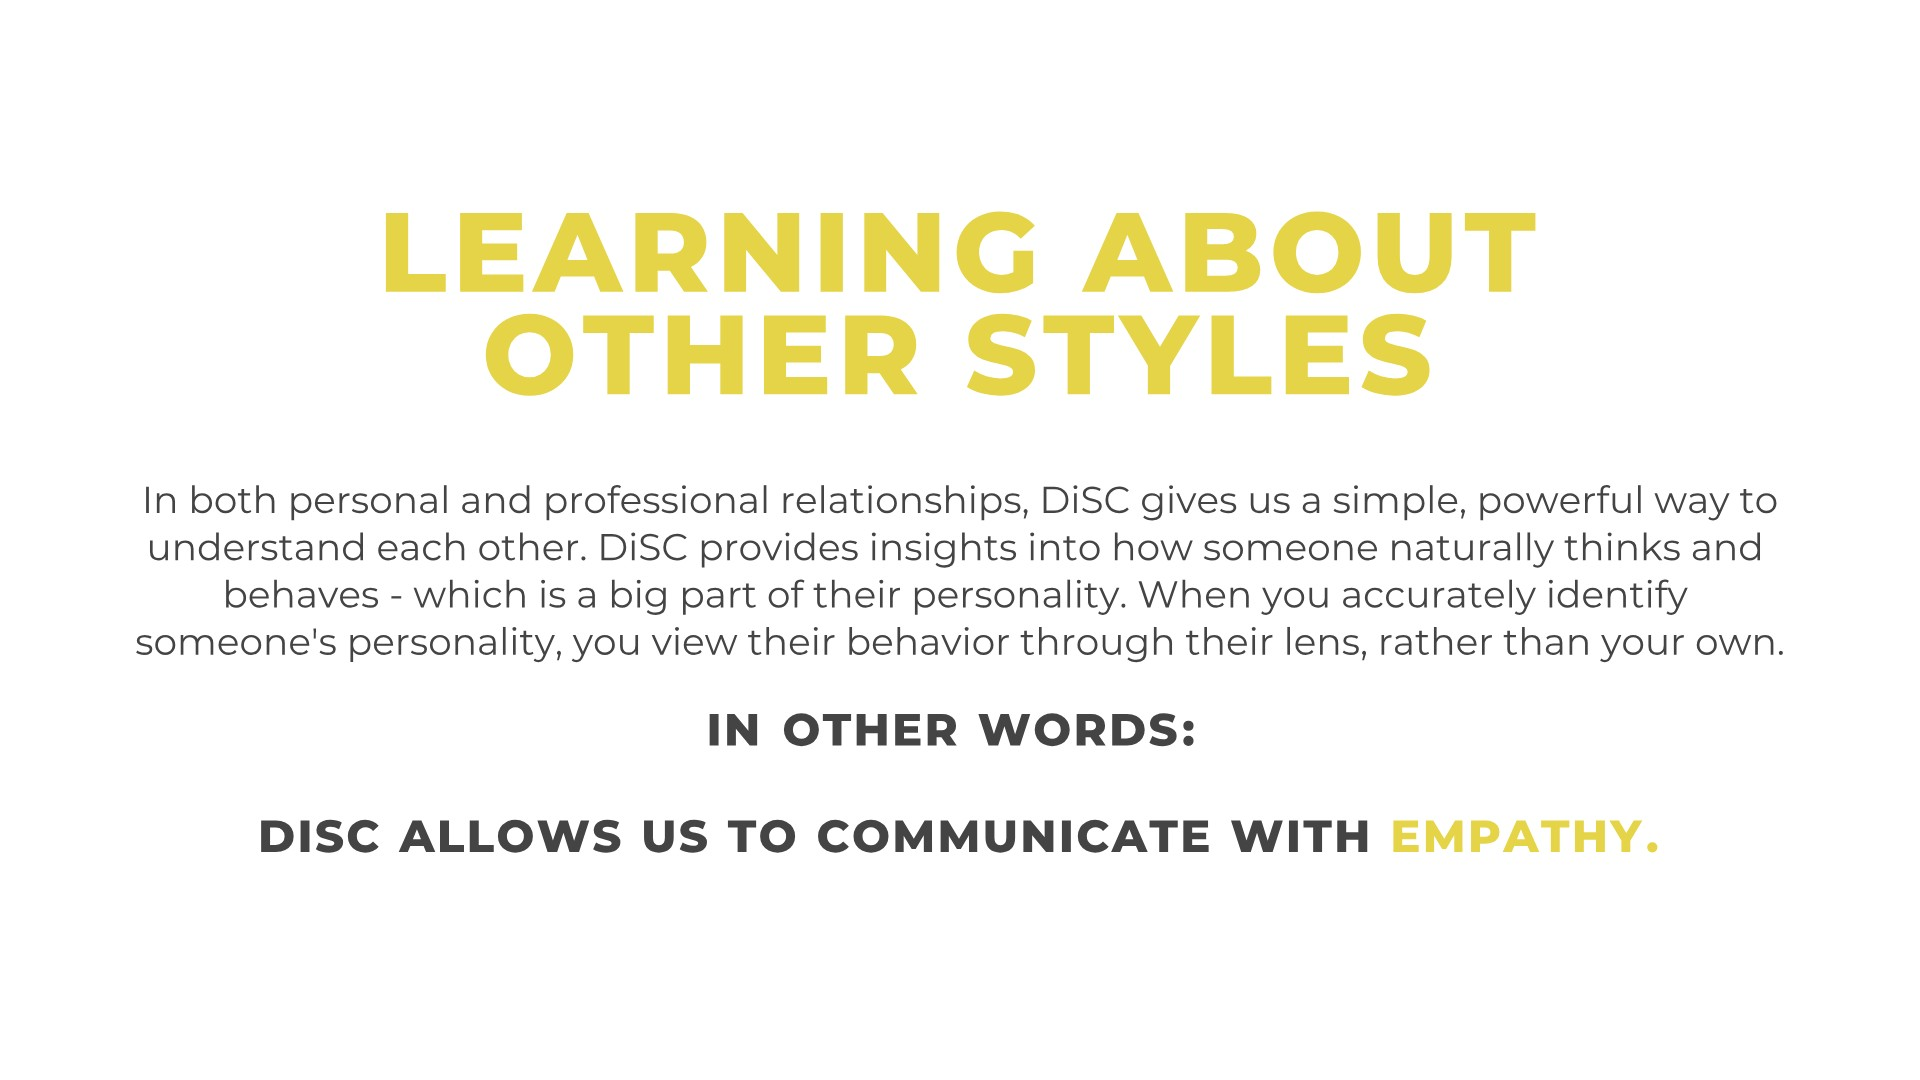 LEARNING ABOUT
OTHER STYLES
In both personal and professional relationships, DiSC gives us a simple, powerful way to
understand each other. DiSC provides insights into how someone naturally thinks and
behaves - which is a big part of their personality. When you accurately identify
someone's personality, you view their behavior through their lens, rather than your own.
IN OTHER WORDS:
DISC ALLOWS US TO COMMUNICATE WITH EMPATHY.